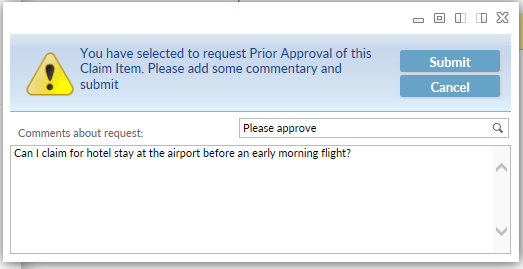 You have selected to request Prior Approval of this
Claim Item. Please add some commentary and
submit
Submit
Cancel
Comments about request:
Please approve
Can I claim for hotel stay at the airport before an early morning flight?